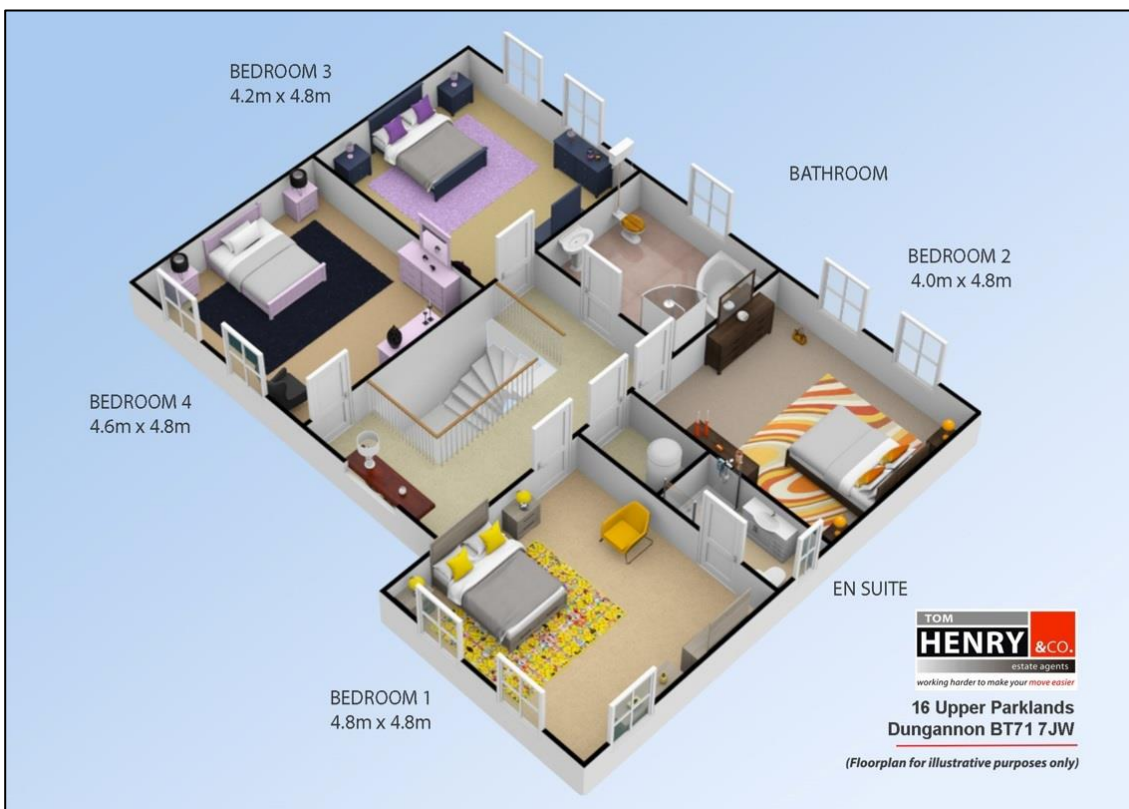 BEDROOM 3
4.2m x 4.8m
BATHROOM
BEDROOM 2
4.0m x 4.8m
BEDROOM 4
4.6m x 4.8m
EN SUITE
BEDROOM 1
4.8m x 4.8m
TOM
HENRY &CO.
estate agents
working harder to make your move easier
16 Upper Parklands
Dungannon BT71 7JW
(Floorplan for illustrative purposes only)